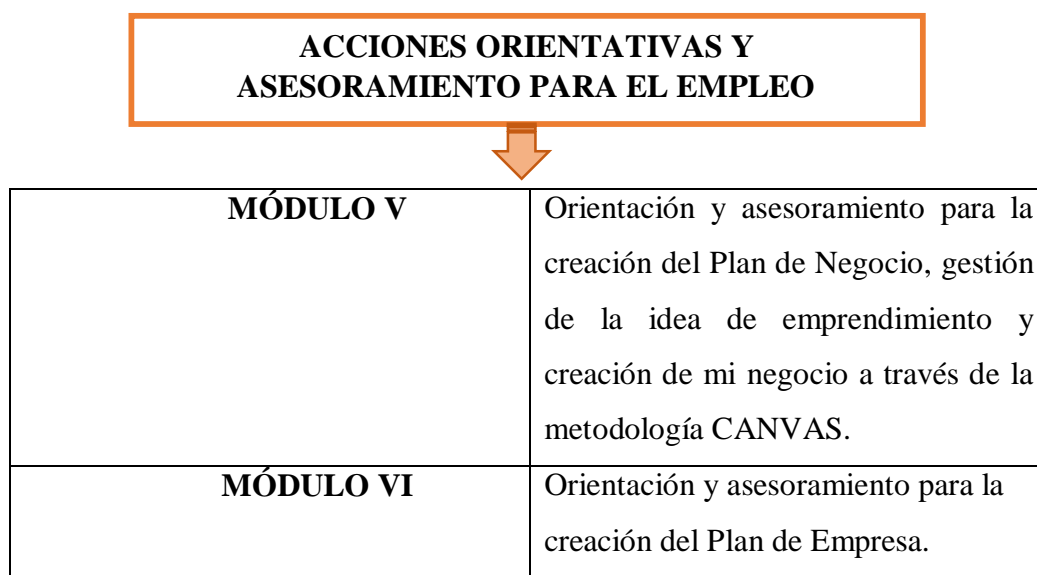 ACCIONES ORIENTATIVAS Y
ASESORAMIENTO PARA EL EMPLEO
MÓDULO V
Orientación y asesoramiento para la
creación del Plan de Negocio, gestión
de la idea de emprendimiento y
creación de mi negocio a través de la
metodología CANVAS.
MÓDULO VI
Orientación y asesoramiento para la
creación del Plan de Empresa.